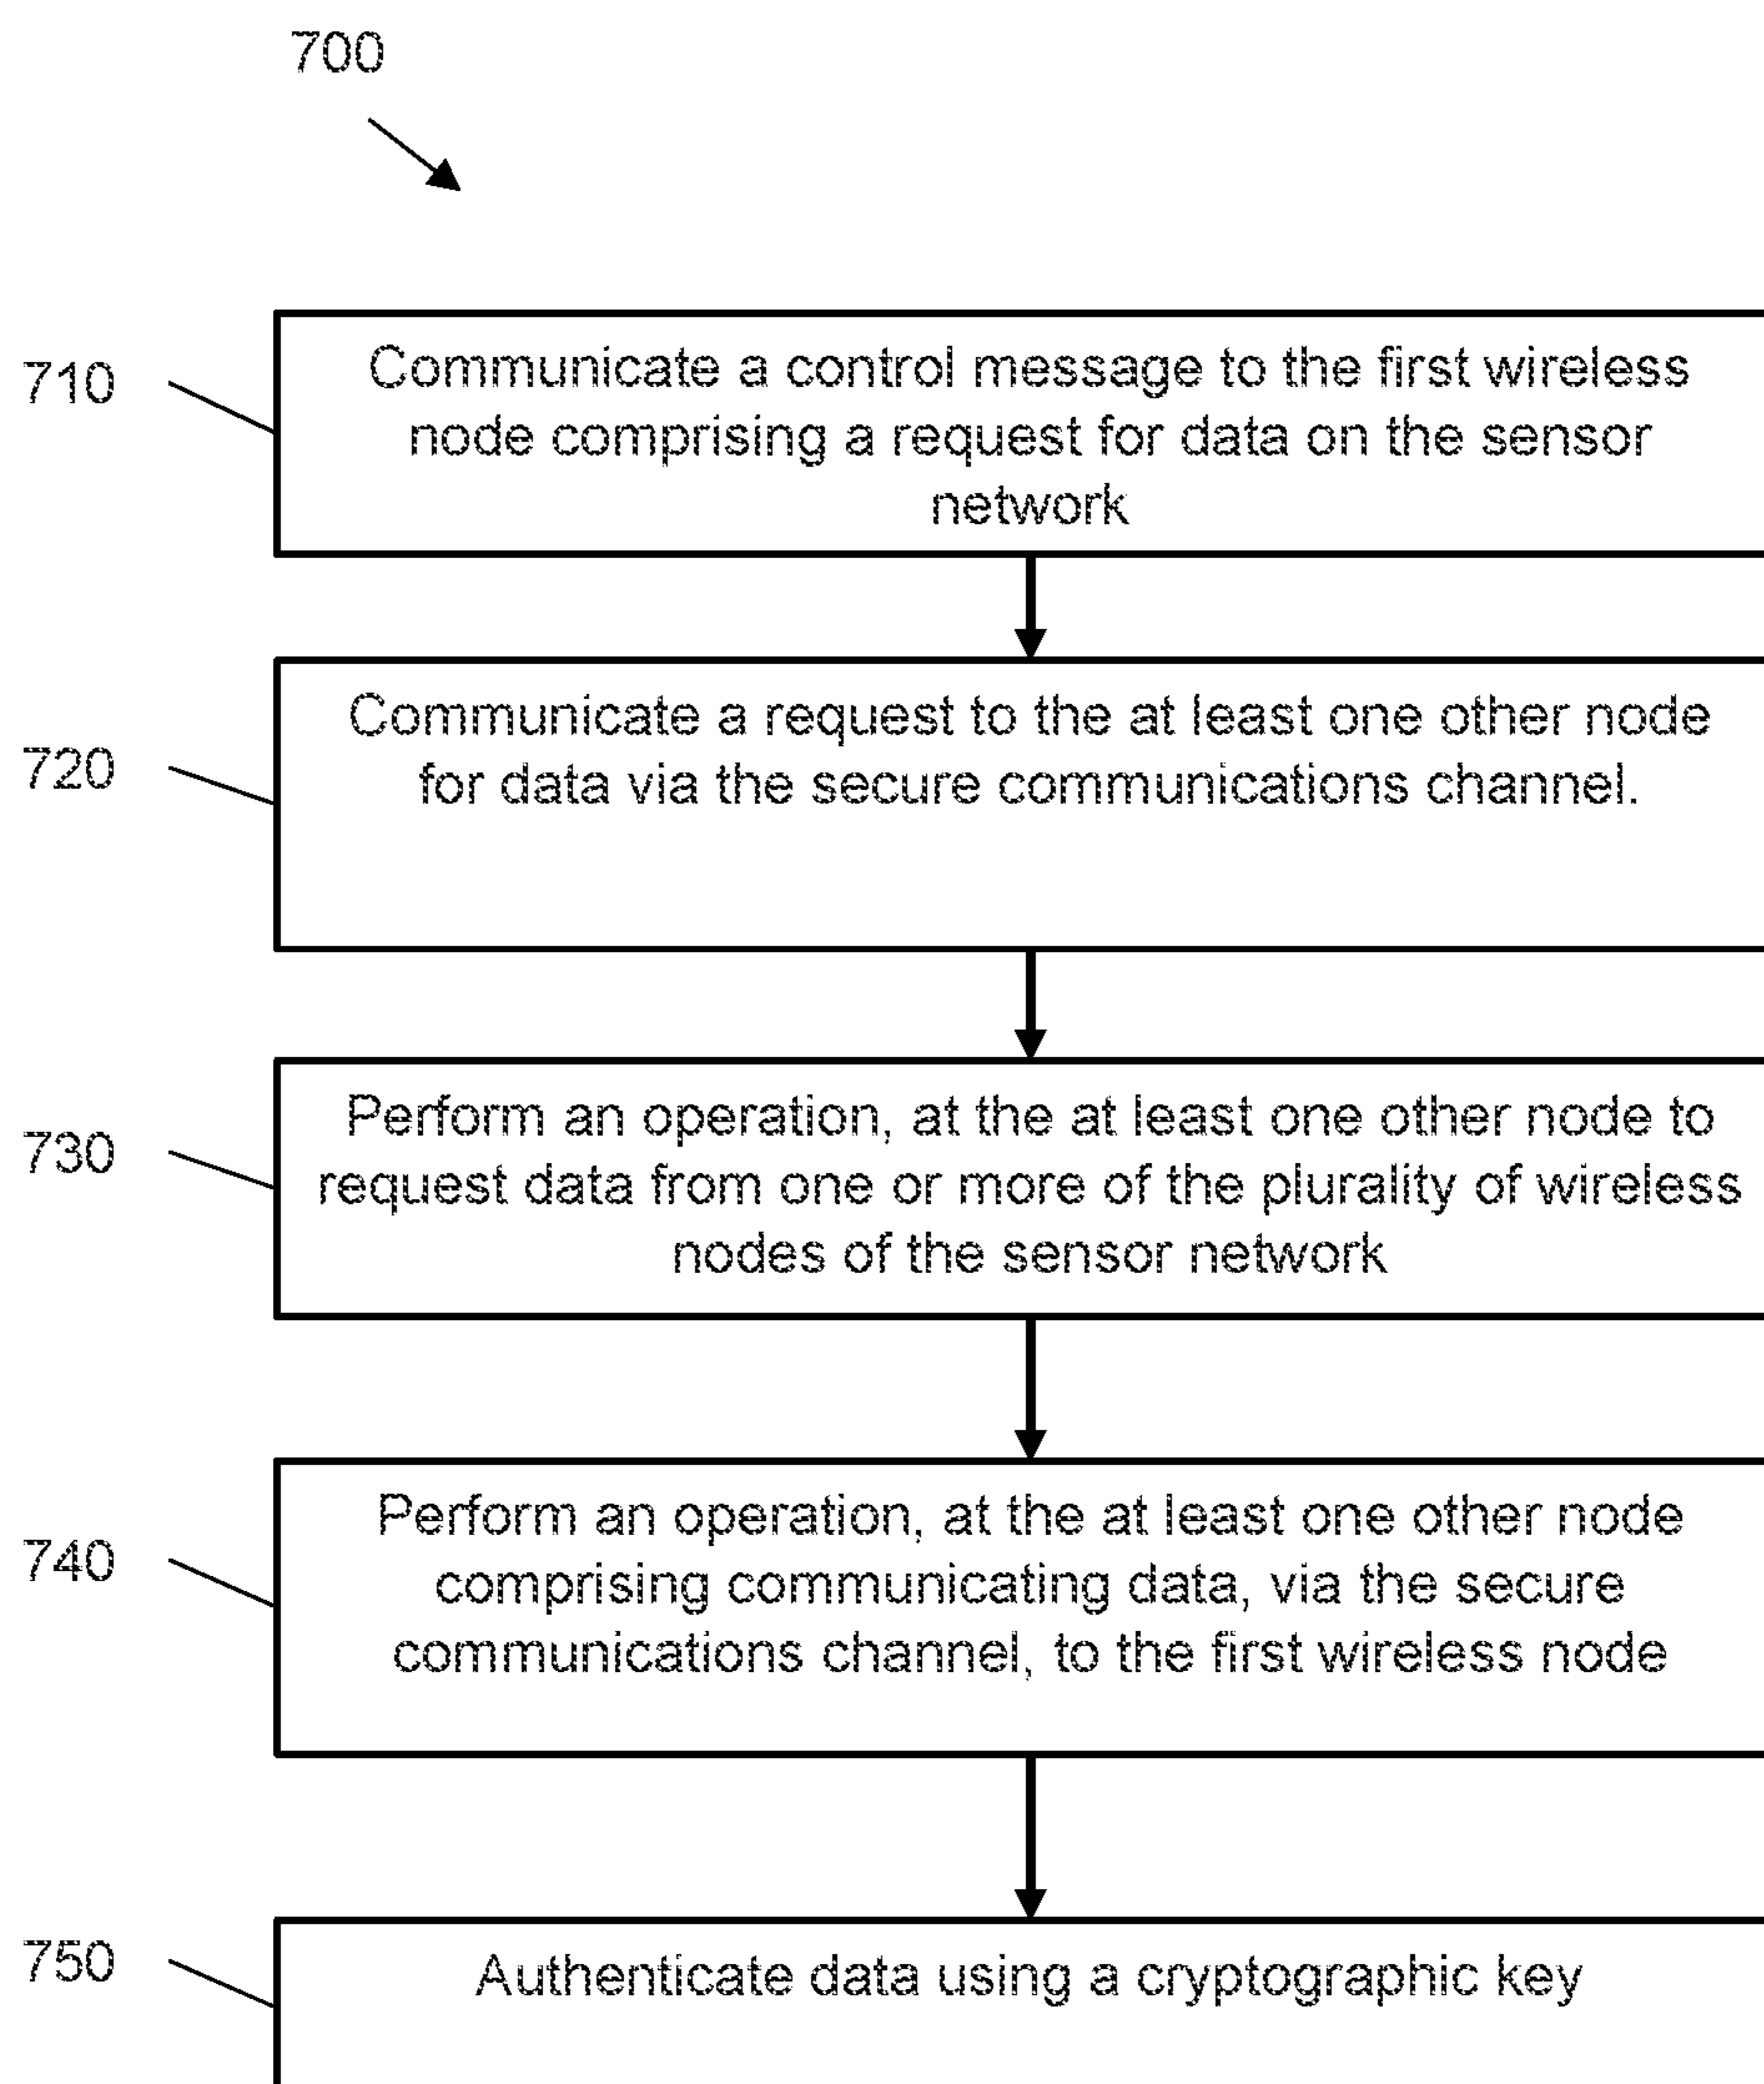 700
710
Communicate a control message to the first wireless
node comprising a request for data on the sensor
network
720
Communicate a request to the at least one other node
for data via the secure communications channel.
730
Perform an operation, at the at least one other node to
request data from one or more of the plurality of wireless
nodes of the sensor network
740
Perform an operation, at the at least one other node
comprising communicating data, via the secure
communications channel, to the first wireless node
750
Authenticate data using a cryptographic key